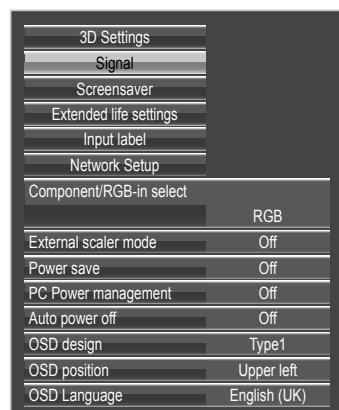 3D Settings
Signal
Screensaver
Extended life settings
Input label
Network Setup
Component/RGB-in select
RGB
External scaler mode Off
Power save Off
PC Power management Off
Auto power off Off
OSD design Type1
OSD position Upper left
OSD Language English (UK)